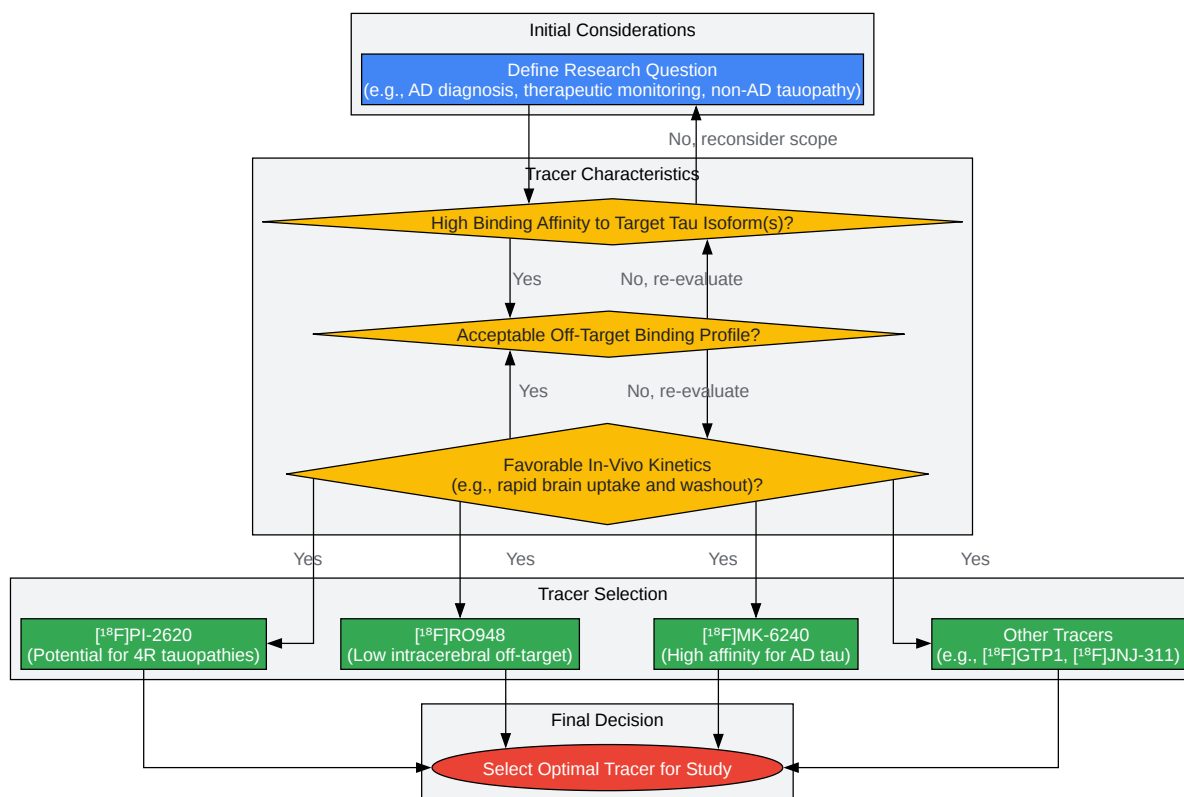 Initial Considerations
Define Research Question
(e.g., AD diagnosis, therapeutic monitoring, non-AD tauopathy)
No, reconsider scope
Tracer Characteristics
High Binding Affinity to Target Tau Isoform(s)?
Yes
No, re-evaluate
Acceptable Off-Target Binding Profile?
Yes
No, re-evaluate
Favorable In-Vivo Kinetics
(e.g., rapid brain uptake and washout)?
Yes
Yes
Yes
Yes
Tracer Selection
[¹⁸F]PI-2620
(Potential for 4R tauopathies)
[¹⁸F]RO948
(Low intracerebral off-target)
[¹⁸F]MK-6240
(High affinity for AD tau)
Other Tracers
(e.g., [¹⁸F]GTP1, [¹⁸F]JNJ-311)
Final Decision
Select Optimal Tracer for Study